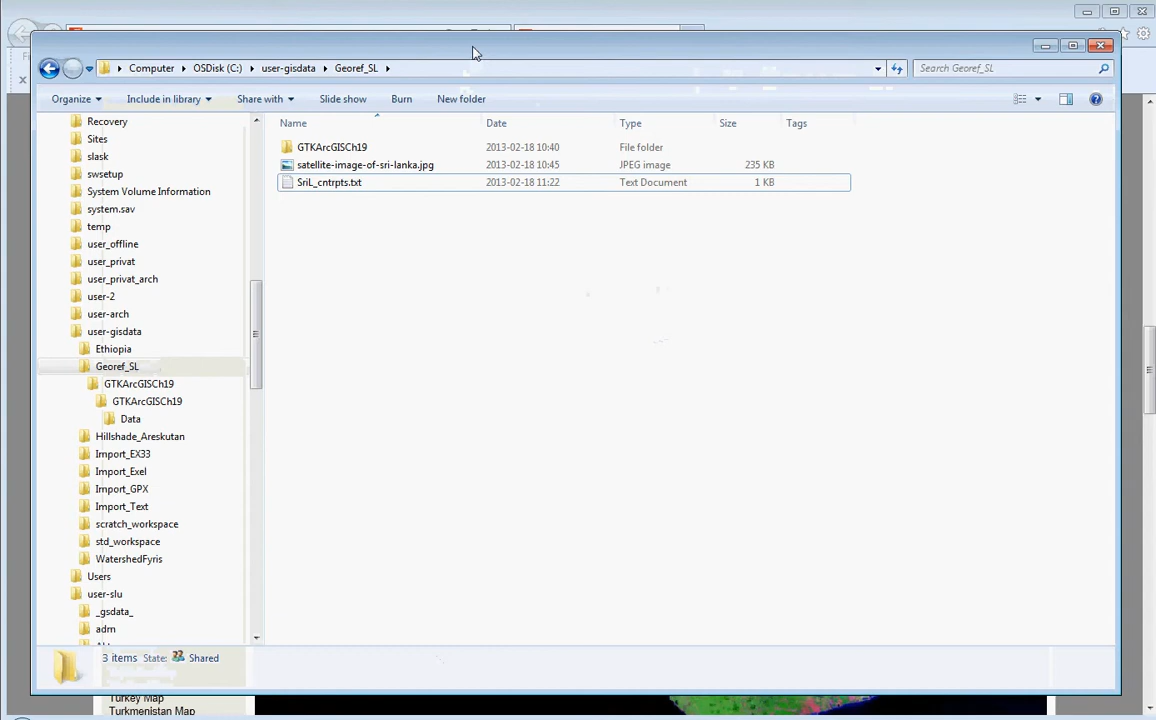 Computer OSDisk (C:) user-gisdata Georef_SL Search Georef_SL
Organize Include in library Share with Slide show Burn New folder
Name Date Type Size Tags
GTKArcGISCh19 2013-02-18 10:40 File folder
satellite-image-of-sri-lanka.jpg 2013-02-18 10:45 JPEG image 235 KB
SriL_cntrpts.txt 2013-02-18 11:22 Text Document 1 KB
Recovery
Sites
slask
swsetup
System Volume Information
system.sav
temp
user_offline
user_privat
user_privat_arch
user-2
user-arch
user-gisdata
Ethiopia
Georef_SL
GTKArcGISCh19
GTKArcGISCh19
Data
Hillshade_Areskutan
Import_EX33
Import_Exel
Import_GPX
Import_Text
scratch_workspace
std_workspace
WatershedFyris
Users
user-slu
_gsdata_
adm
3 items State: Shared
Turkey Map
Turkmenistan Map